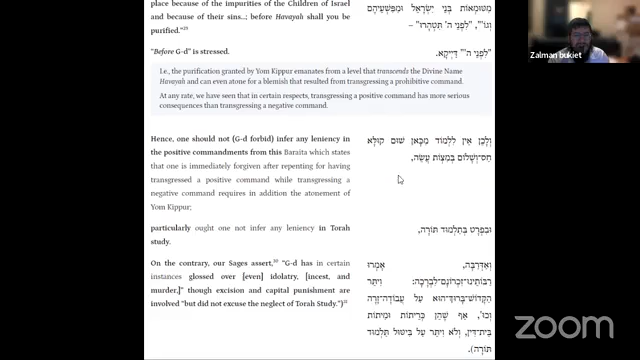 place because of the impurities of the Children of Israel
and because of their sins...; before Havayah shall you be
purified."²⁹
"Before G-d" is stressed.
I.e., the purification granted by Yom Kippur emanates from a level that transcends the Divine Name
Havayah and can even atone for a blemish that resulted from transgressing a prohibitive command.
At any rate, we have seen that in certain respects, transgressing a positive command has more serious
consequences than transgressing a negative command.
Hence, one should not (G-d forbid) infer any leniency in
the positive commandments from this Baraita which states
that one is immediately forgiven after repenting for having
transgressed a positive command while transgressing a
negative command requires in addition the atonement of
Yom Kippur;
particularly ought one not infer any leniency in Torah
study.
On the contrary, our Sages assert,³⁰ "G-d has in certain
instances glossed over [even] idolatry, [incest, and
murder,] though excision and capital punishment are
involved "but did not excuse the neglect of Torah Study.")³¹
מִטּוּמְאוֹת בְּנֵי יִשְׂרָאֵל וּמִפִּשְׁעֵיהֶם
וְגוֹ'", "לִפְנֵי ה' תִּטְהָרוּ" –
"לִפְנֵי ה'" דַּיְיקָא.
וְלָכֵן אֵין לִלְמוֹד מִכָּאן שׁוּם קוּלָּא
חַס־וְשָׁלוֹם בְּמִצְוֹת עֲשֵׂה,
וּבִפְרָט בְּתַלְמוּד תּוֹרָה.
וְאַדְּרַבָּה, אָמְרוּ
רַבּוֹתֵינוּ־זִכְרוֹנָם־לִבְרָכָה: וִיתֵּר
הַקָּדוֹשׁ־בָּרוּךְ־הוּא עַל עֲבוֹדָה־זָרָה
וְכוּ', אַף שֶׁהֵן כָּרֵיתוֹת וּמִיתוֹת
בֵּית־דִּין, וְלֹא וִיתֵּר עַל בִּיטּוּל תַּלְמוּד
תּוֹרָה).
Zalman bukiet
zoom